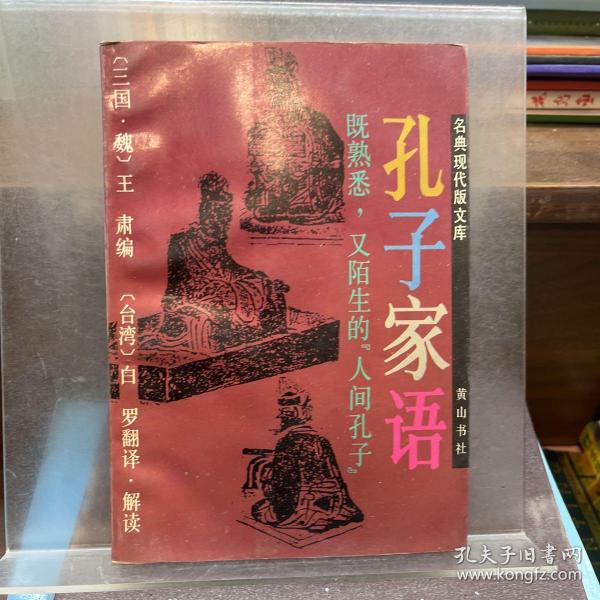 名典现代版文库
黄山书社
孔子家语
既熟悉，又陌生的『人间孔子』
〔三国·魏〕王 肃编 〔台湾〕白 罗翻译·解读
孔夫子旧书网
www.kongfz.com